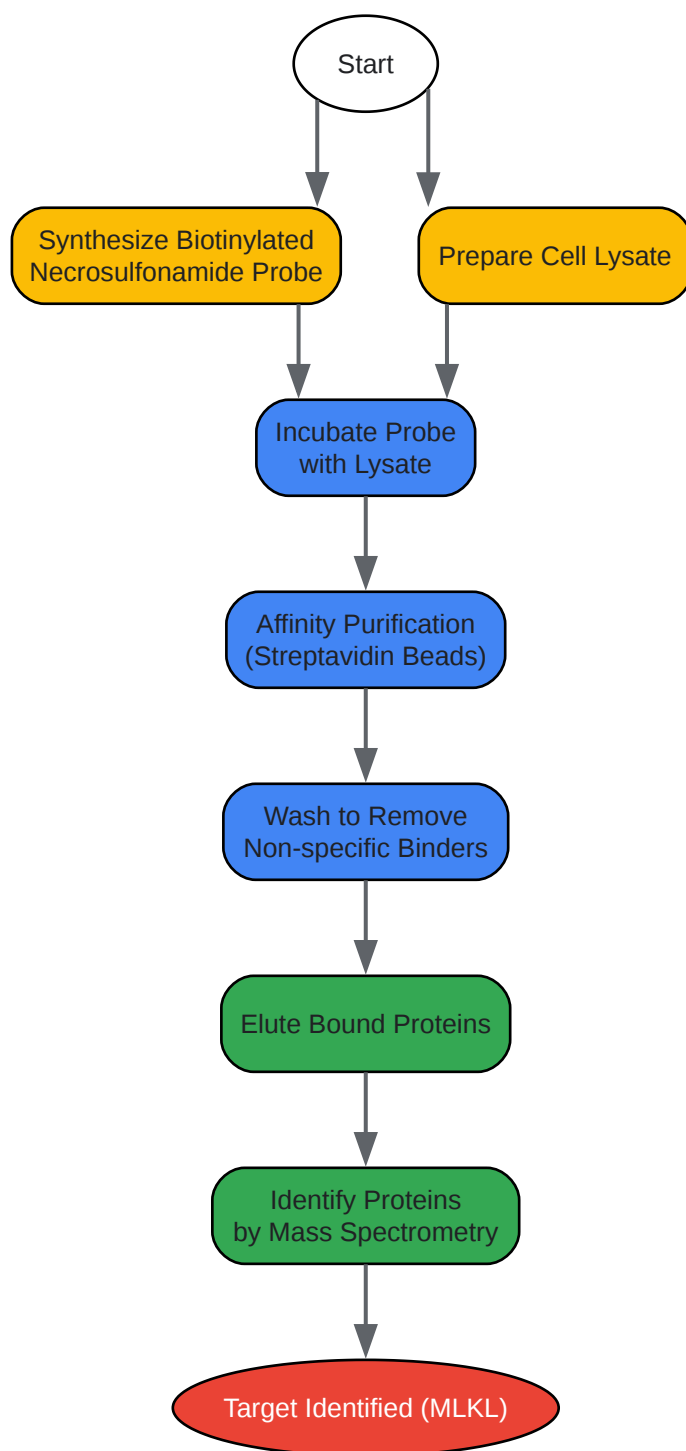 Start
Synthesize Biotinylated
Necrosulfonamide Probe
Prepare Cell Lysate
Incubate Probe
with Lysate
Affinity Purification
(Streptavidin Beads)
Wash to Remove
Non-specific Binders
Elute Bound Proteins
Identify Proteins
by Mass Spectrometry
Target Identified (MLKL)